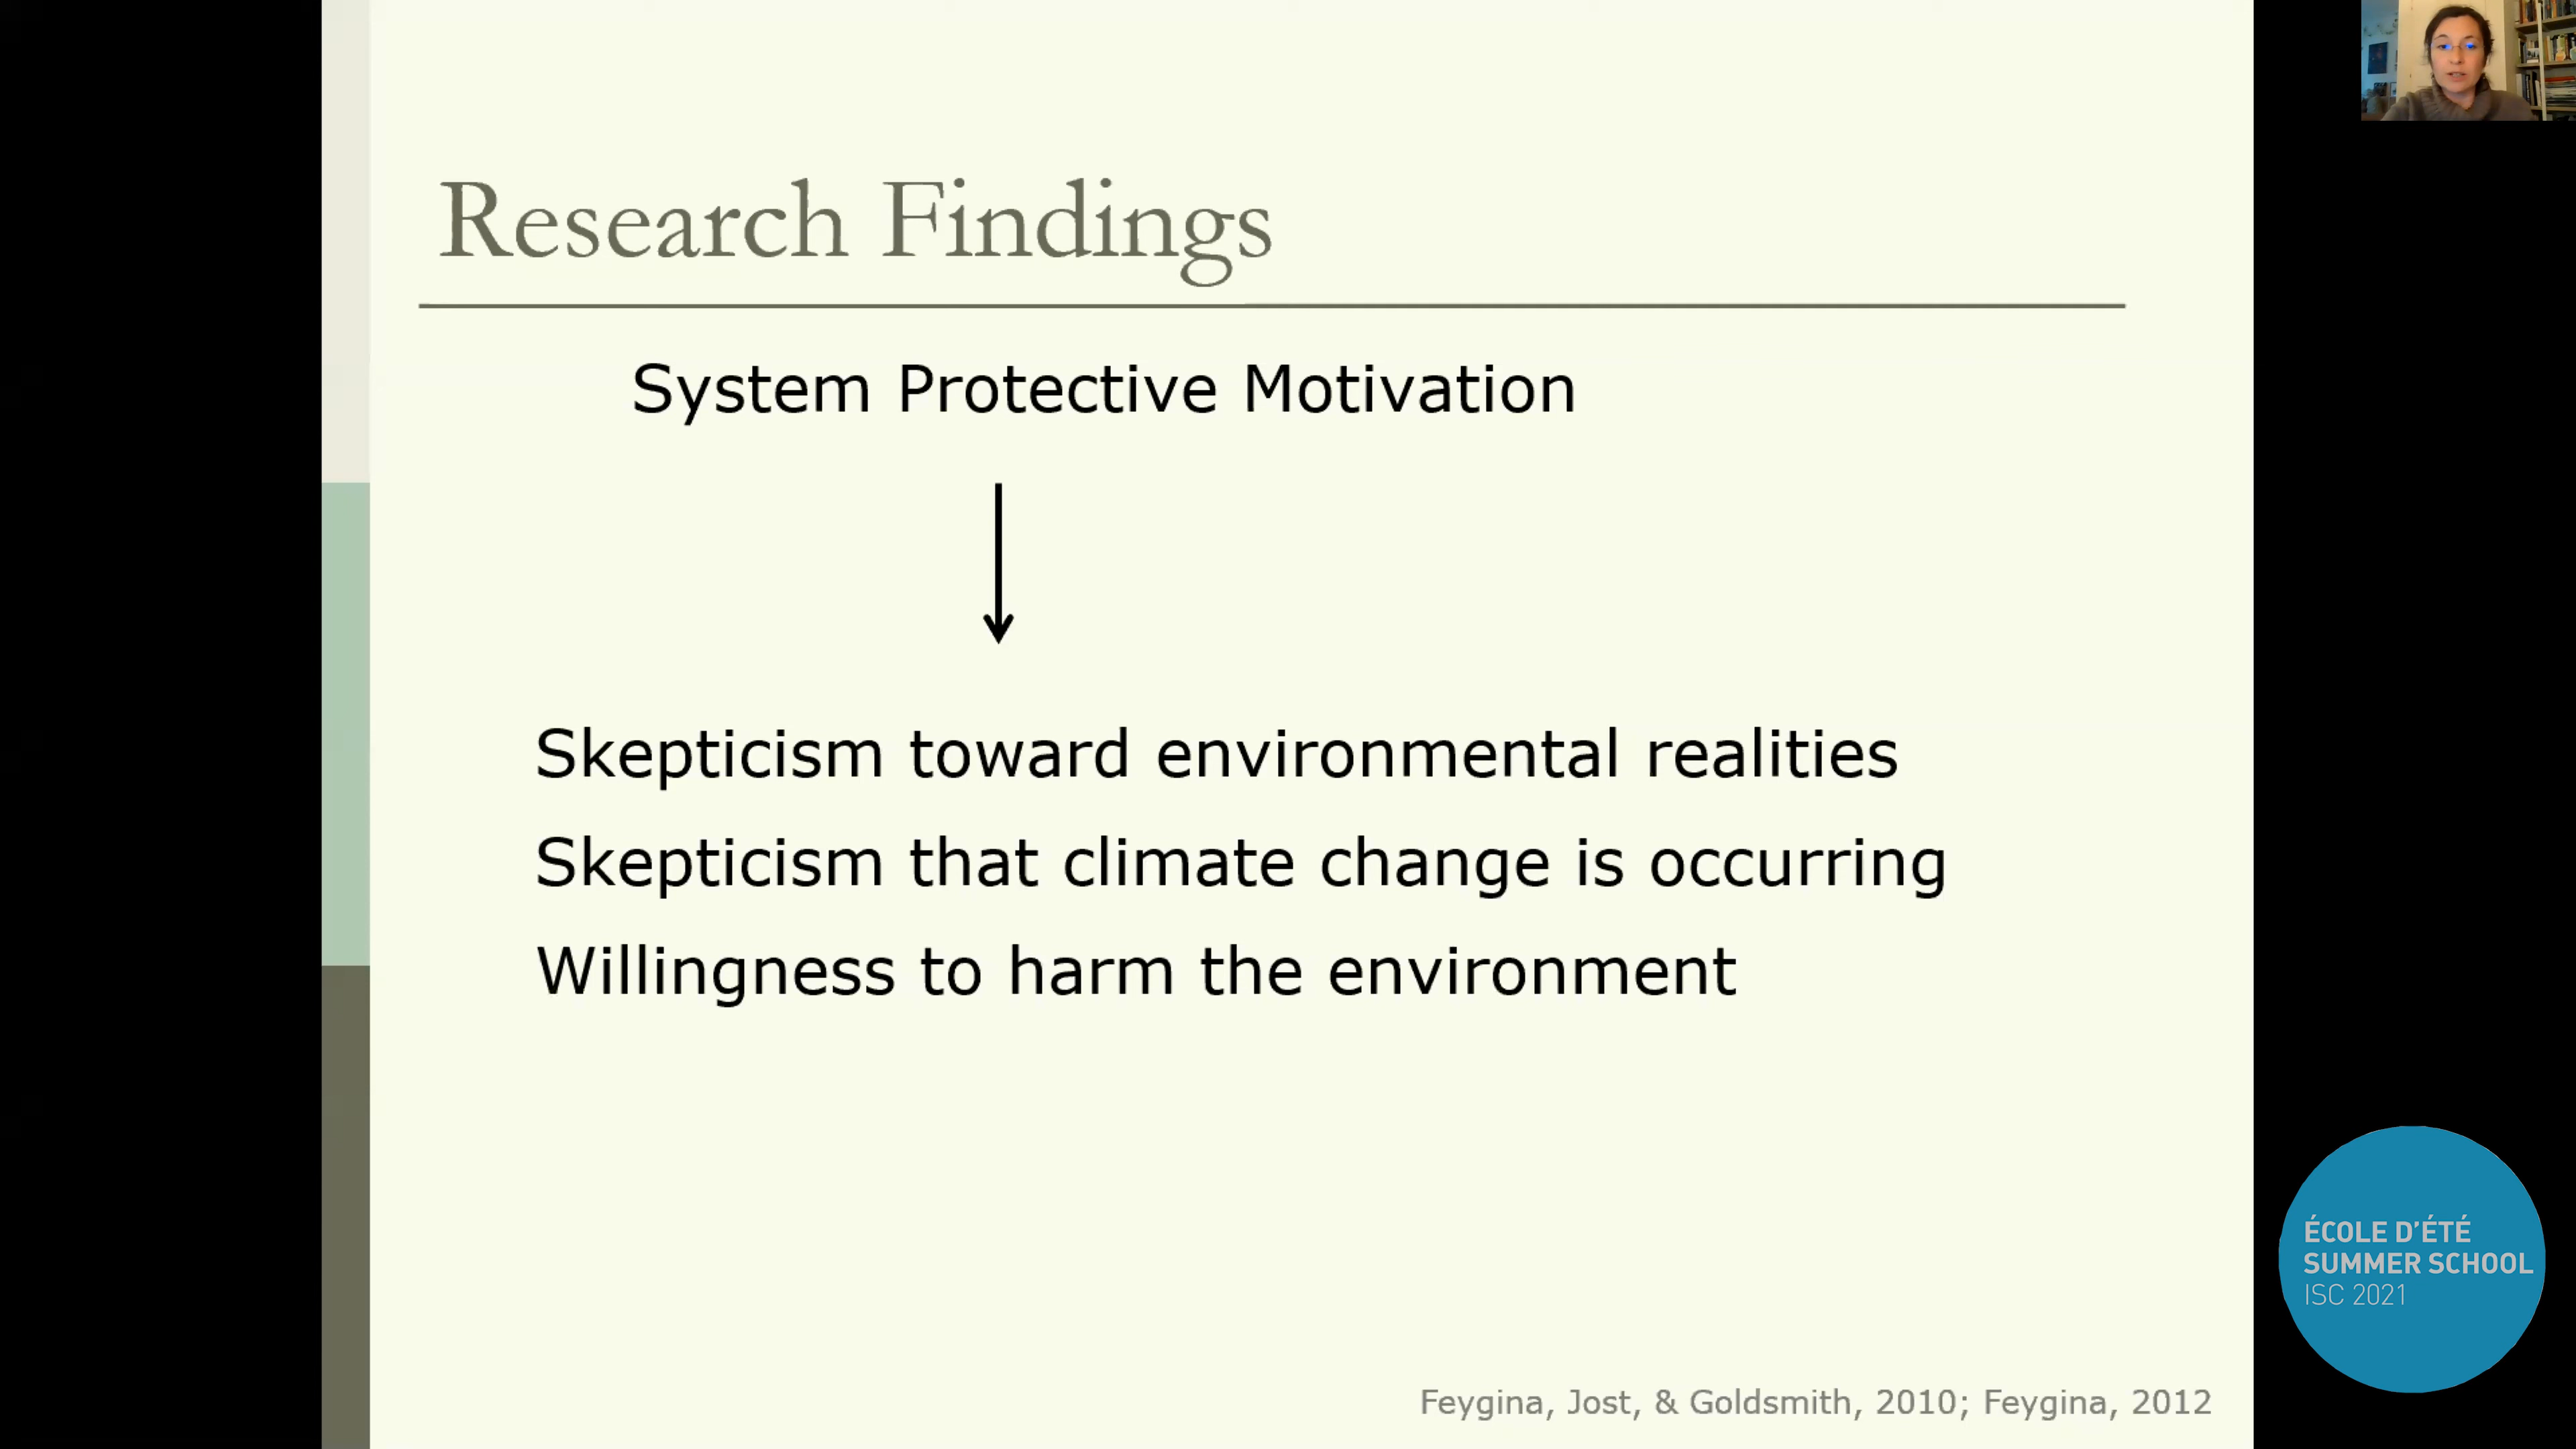 Research Findings
System Protective Motivation
Skepticism toward environmental realities
Skepticism that climate change is occurring
Willingness to harm the environment
Feygina, Jost, & Goldsmith, 2010; Feygina, 2012
ÉCOLE D'ÉTÉ
SUMMER SCHOOL
ISC 2021